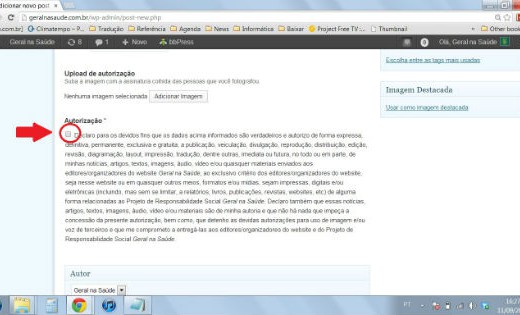 dicionar novo post
geralnasaude.com.br/wp-admin/post-new.php
.com.br] Climatempo – P... Tradução Referência Agenda News Informática Baixar Project Free TV :... Thumbnail Outros
Geral na Saúde 8 1 + Novo bbPress Olá, Geral na Saúde
Escolha entre as tags mais usadas
Upload de autorização
Suba a imagem com a assinatura colhida das pessoas que você fotografou
Nenhuma imagem selecionada Adicionar Imagem
Imagem Destacada
Usar como imagem destacada
Autorização *
Declaro para os devidos fins que os dados acima informados são verdadeiros e autorizo de forma expressa,
definitiva, permanente, exclusiva e gratuita, a publicação, veiculação, divulgação, reprodução, distribuição, edição,
revisão, diagramação, layout, impressão, tradução, dentre outras, imediata ou futura, no todo ou em parte, de
minhas notícias, artigos, textos, imagens, áudio, vídeo e/ou quaisquer materiais enviados aos
editores/organizadores do website Geral na Saúde, ao exclusivo critério dos editores/organizadores do website,
seja nesse website ou em quaisquer outros meios, formatos e/ou mídias, sejam impressas, digitais e/ou
eletrônicas (incluindo, mas sem se limitar, a relatórios, livros, publicações, revistas, websites, etc) de alguma
forma relacionadas ao Projeto de Responsabilidade Social Geral na Saúde. Declaro também que essas notícias,
artigos, textos, imagens, áudio, vídeo e/ou materiais são de minha autoria e que não há nada que impeça a
concessão da presente autorização, bem como, que detenho as devidas autorizações para uso de imagem e/ou
voz de terceiros e que me comprometo a entregá-las aos editores/organizadores do website e do Projeto de
Responsabilidade Social Geral na Saúde.
Autor
Geral na Saúde
PT
16:27
11/09/20